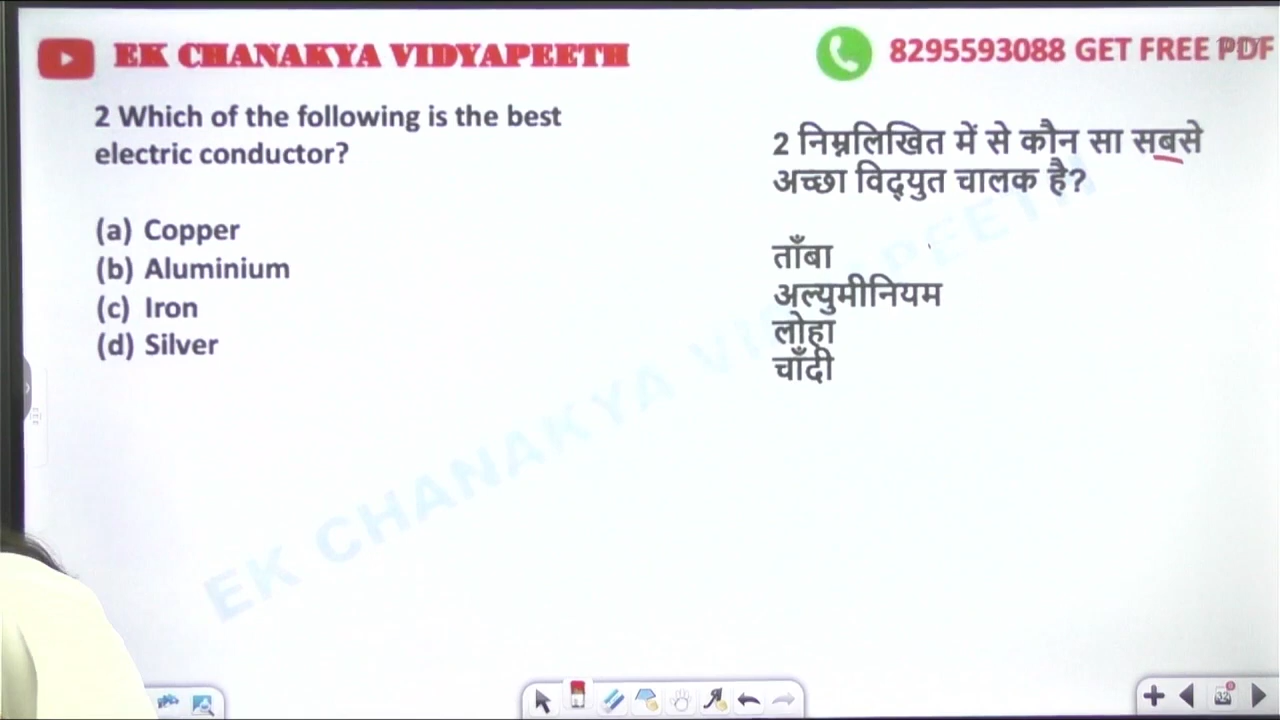 EK CHANAKYA VIDYAPEETH
8295593088 GET FREE PDF
2 Which of the following is the best
electric conductor?
(a) Copper
(b) Aluminium
(c) Iron
(d) Silver
2 निम्नलिखित में से कौन सा सबसे
अच्छा विद्युत चालक है?
ताँबा
अल्युमीनियम
लोहा
चाँदी
EK CHANAKYA VIDYAPEETH
32